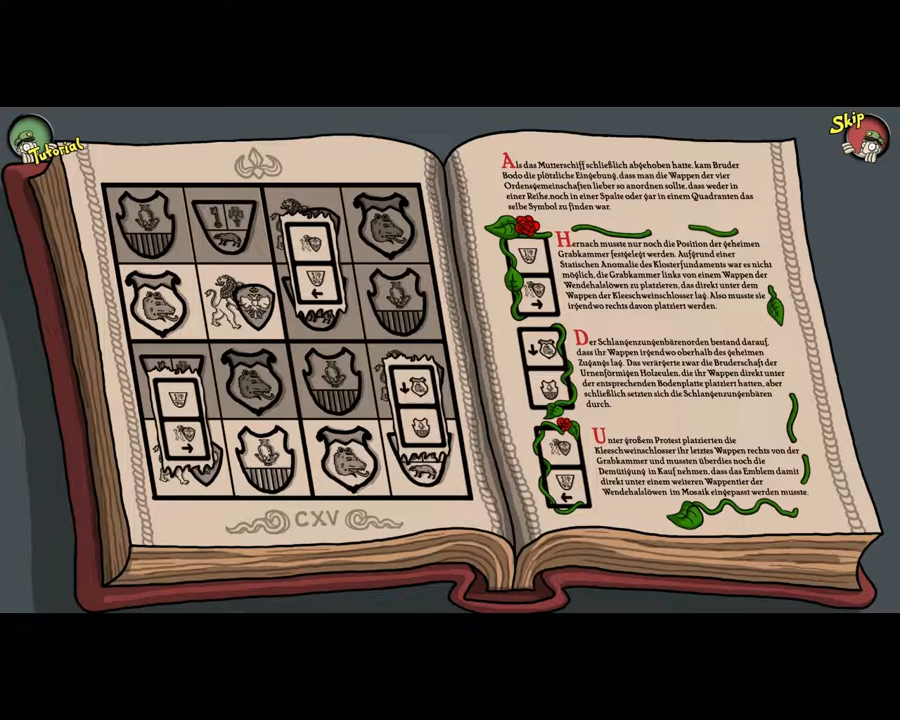 Tutorial
Skip
Als das Mutterschiff schließlich abgehoben hatte, kam Bruder
Bodo die plötzliche Eingebung, dass man die Wappen der vier
Ordensgemeinschaften lieber so anordnen sollte, dass weder in
einer Reihe, noch in einer Spalte oder gar in einem Quadranten das
selbe Symbol zu finden war.
Hernach musste nur noch die Position der geheimen
Grabkammer festgelegt werden. Aufgrund einer
Statischen Anomalie des Klosterfundaments war es nicht
möglich, die Grabkammer links von einem Wappen der
Wendehalslöwen zu platzieren, das direkt unter dem
Wappen der Kleeschweinschlosser lag. Also musste sie
irgendwo rechts davon platziert werden.
Der Schlangenzungenbärenorden bestand darauf,
dass ihr Wappen irgendwo oberhalb des geheimen
Zugangs lag. Das verärgerte zwar die Bruderschaft der
Urnenförmigen Holzeulen, die ihr Wappen direkt unter
der entsprechenden Bodenplatte platziert hatten, aber
schließlich setzten sich die Schlangenzungenbären
durch.
Unter großem Protest platzierten die
Kleeschweinschlosser ihr letztes Wappen rechts von der
Grabkammer und mussten überdies noch die
Demütigung in Kauf nehmen, dass das Emblem damit
direkt unter einem weiteren Wappentier der
Wendehalslöwen im Mosaik eingepasst werden musste.
CXV